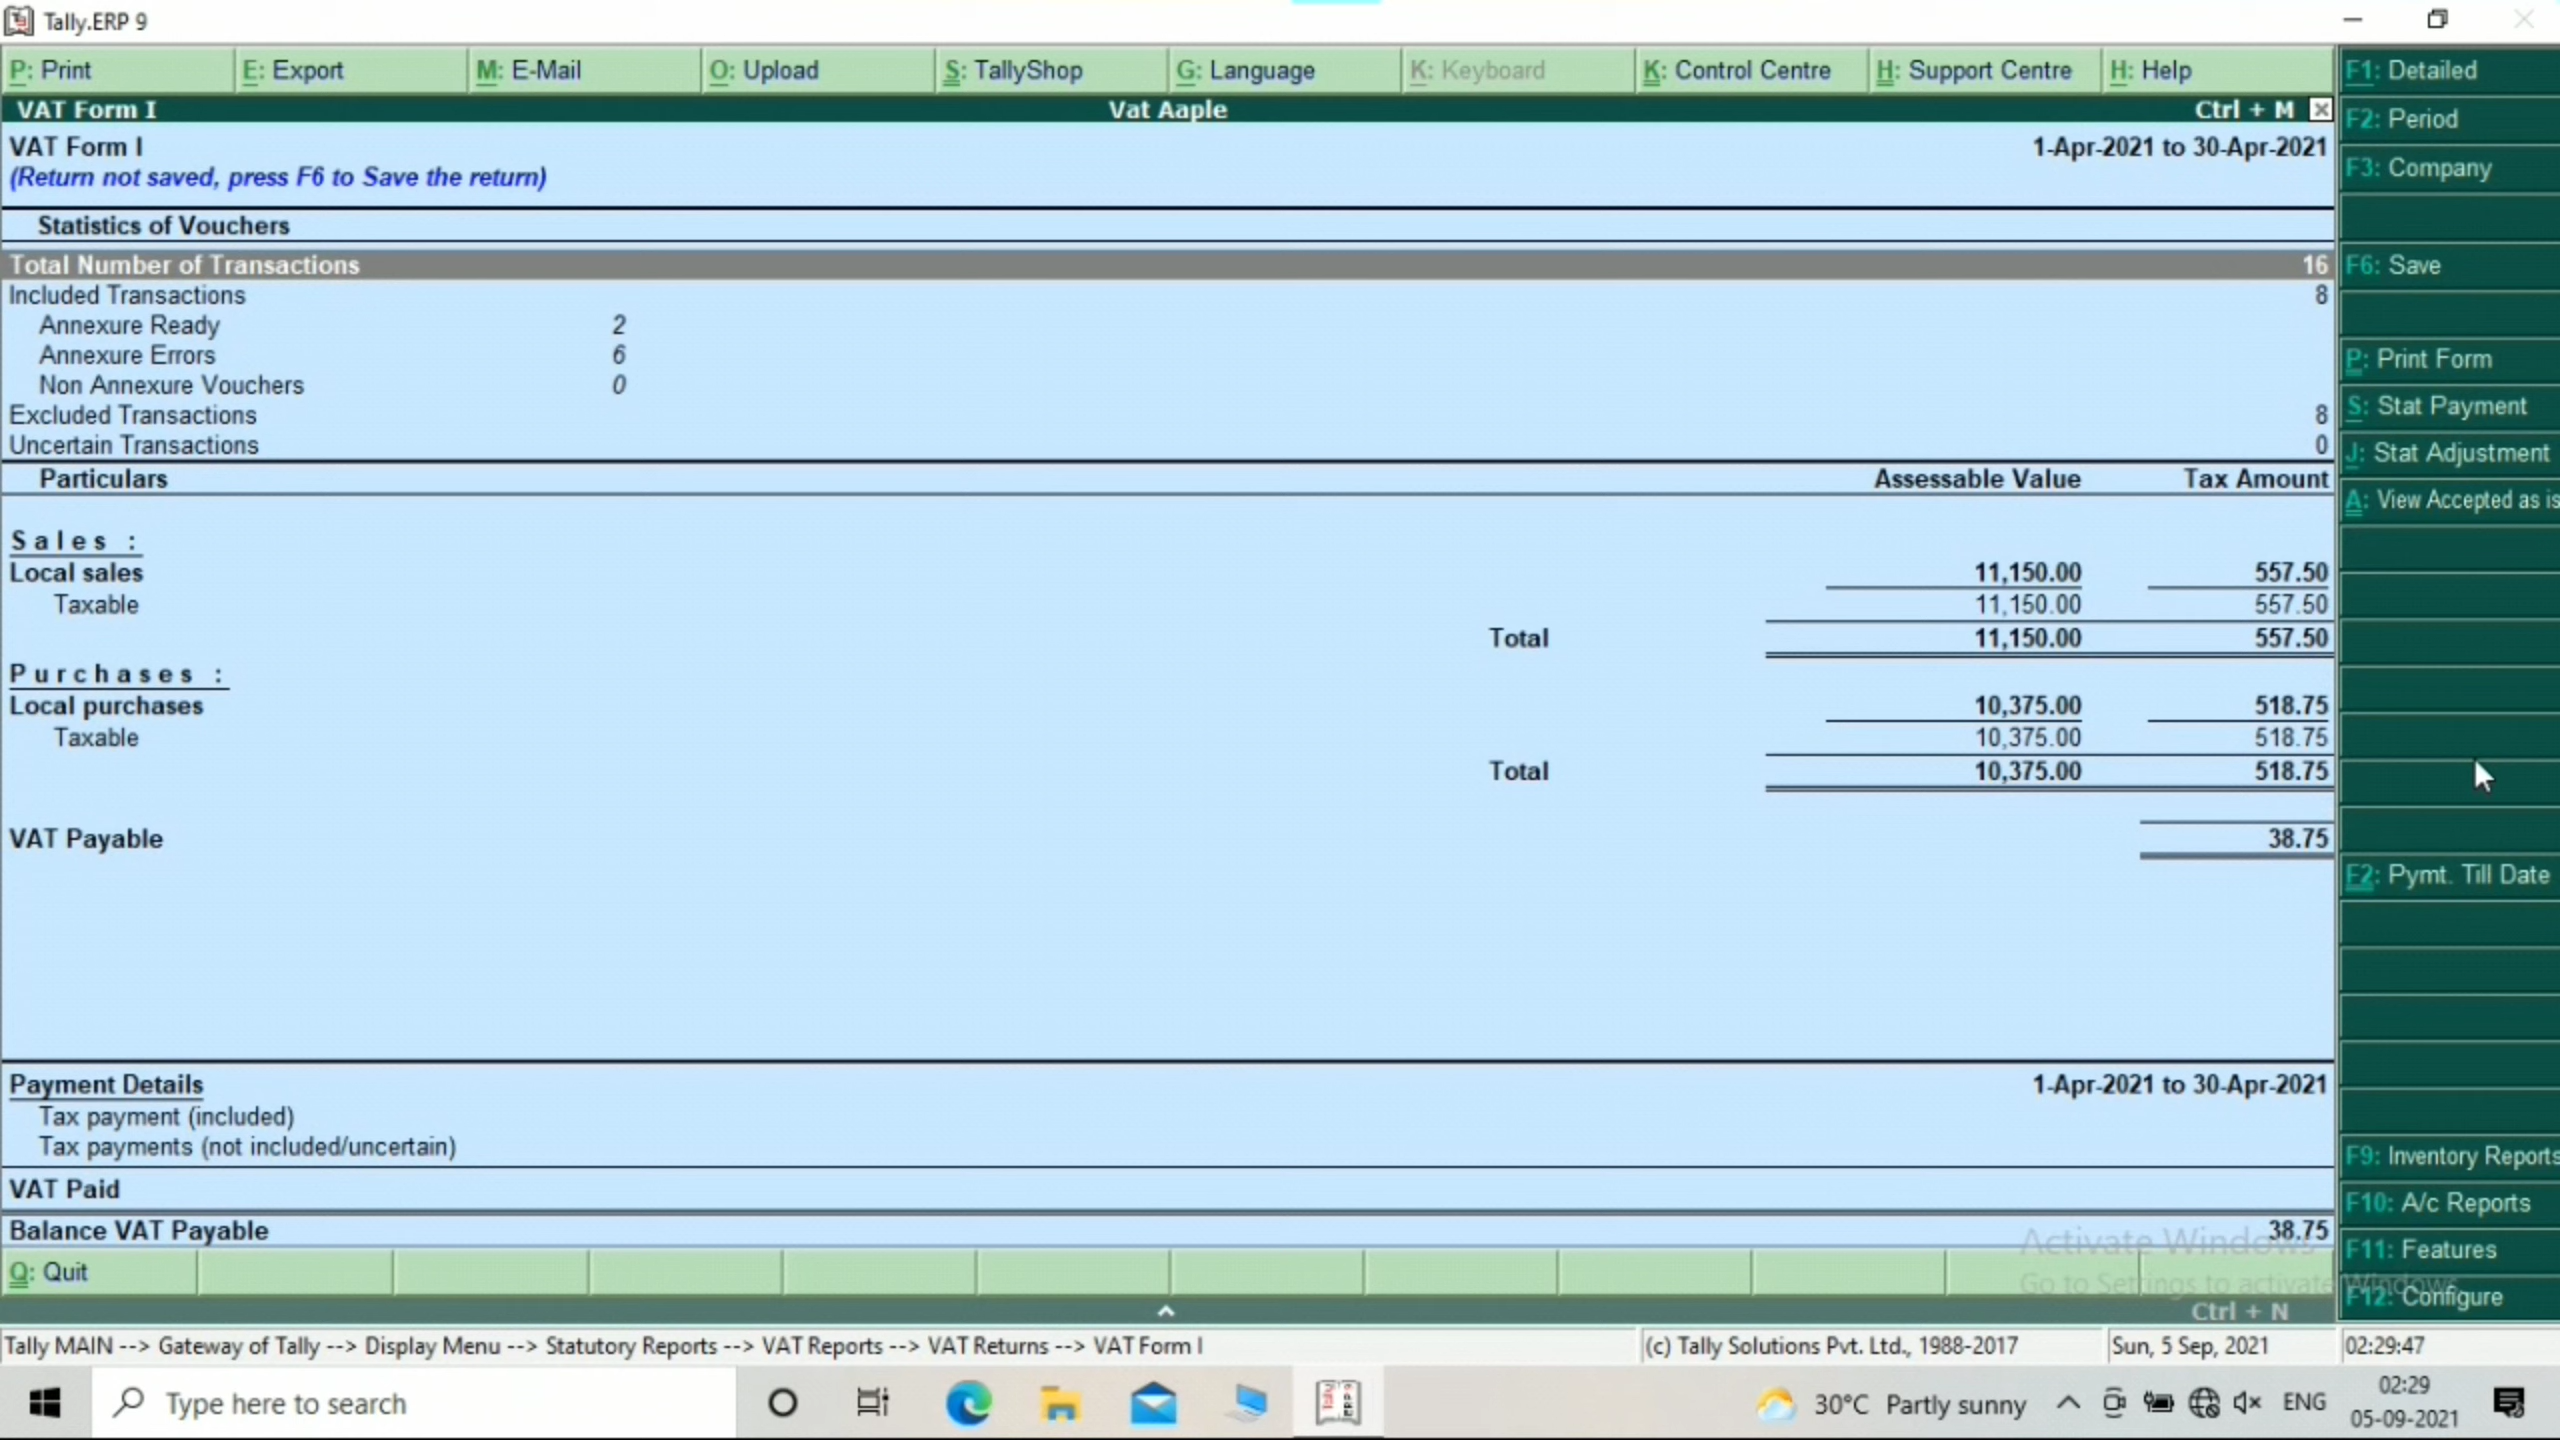 Tally.ERP 9
P: Print E: Export M: E-Mail O: Upload S: TallyShop G: Language K: Keyboard K: Control Centre H: Support Centre H: Help
VAT Form I Vat Aaple Ctrl + M
VAT Form I 1-Apr-2021 to 30-Apr-2021
(Return not saved, press F6 to Save the return)
Statistics of Vouchers
Total Number of Transactions 16
Included Transactions 8
Annexure Ready 2
Annexure Errors 6
Non Annexure Vouchers 0
Excluded Transactions 8
Uncertain Transactions 0
Particulars Assessable Value Tax Amount
Sales :
Local sales 11,150.00 557.50
Taxable 11,150.00 557.50
Total 11,150.00 557.50
Purchases :
Local purchases 10,375.00 518.75
Taxable 10,375.00 518.75
Total 10,375.00 518.75
VAT Payable 38.75
Payment Details 1-Apr-2021 to 30-Apr-2021
Tax payment (included)
Tax payments (not included/uncertain)
VAT Paid
Balance VAT Payable 38.75
Q: Quit
Ctrl + N
F1: Detailed
F2: Period
F3: Company
F6: Save
P: Print Form
S: Stat Payment
J: Stat Adjustment
A: View Accepted as is
F2: Pymt. Till Date
F9: Inventory Reports
F10: A/c Reports
F11: Features
F12: Configure
Activate Windows
Go to Settings to activate Windows.
Tally MAIN --> Gateway of Tally --> Display Menu --> Statutory Reports --> VAT Reports --> VAT Returns --> VAT Form I (c) Tally Solutions Pvt. Ltd., 1988-2017 Sun, 5 Sep, 2021 02:29:47
Type here to search 30°C Partly sunny ENG 02:29
05-09-2021